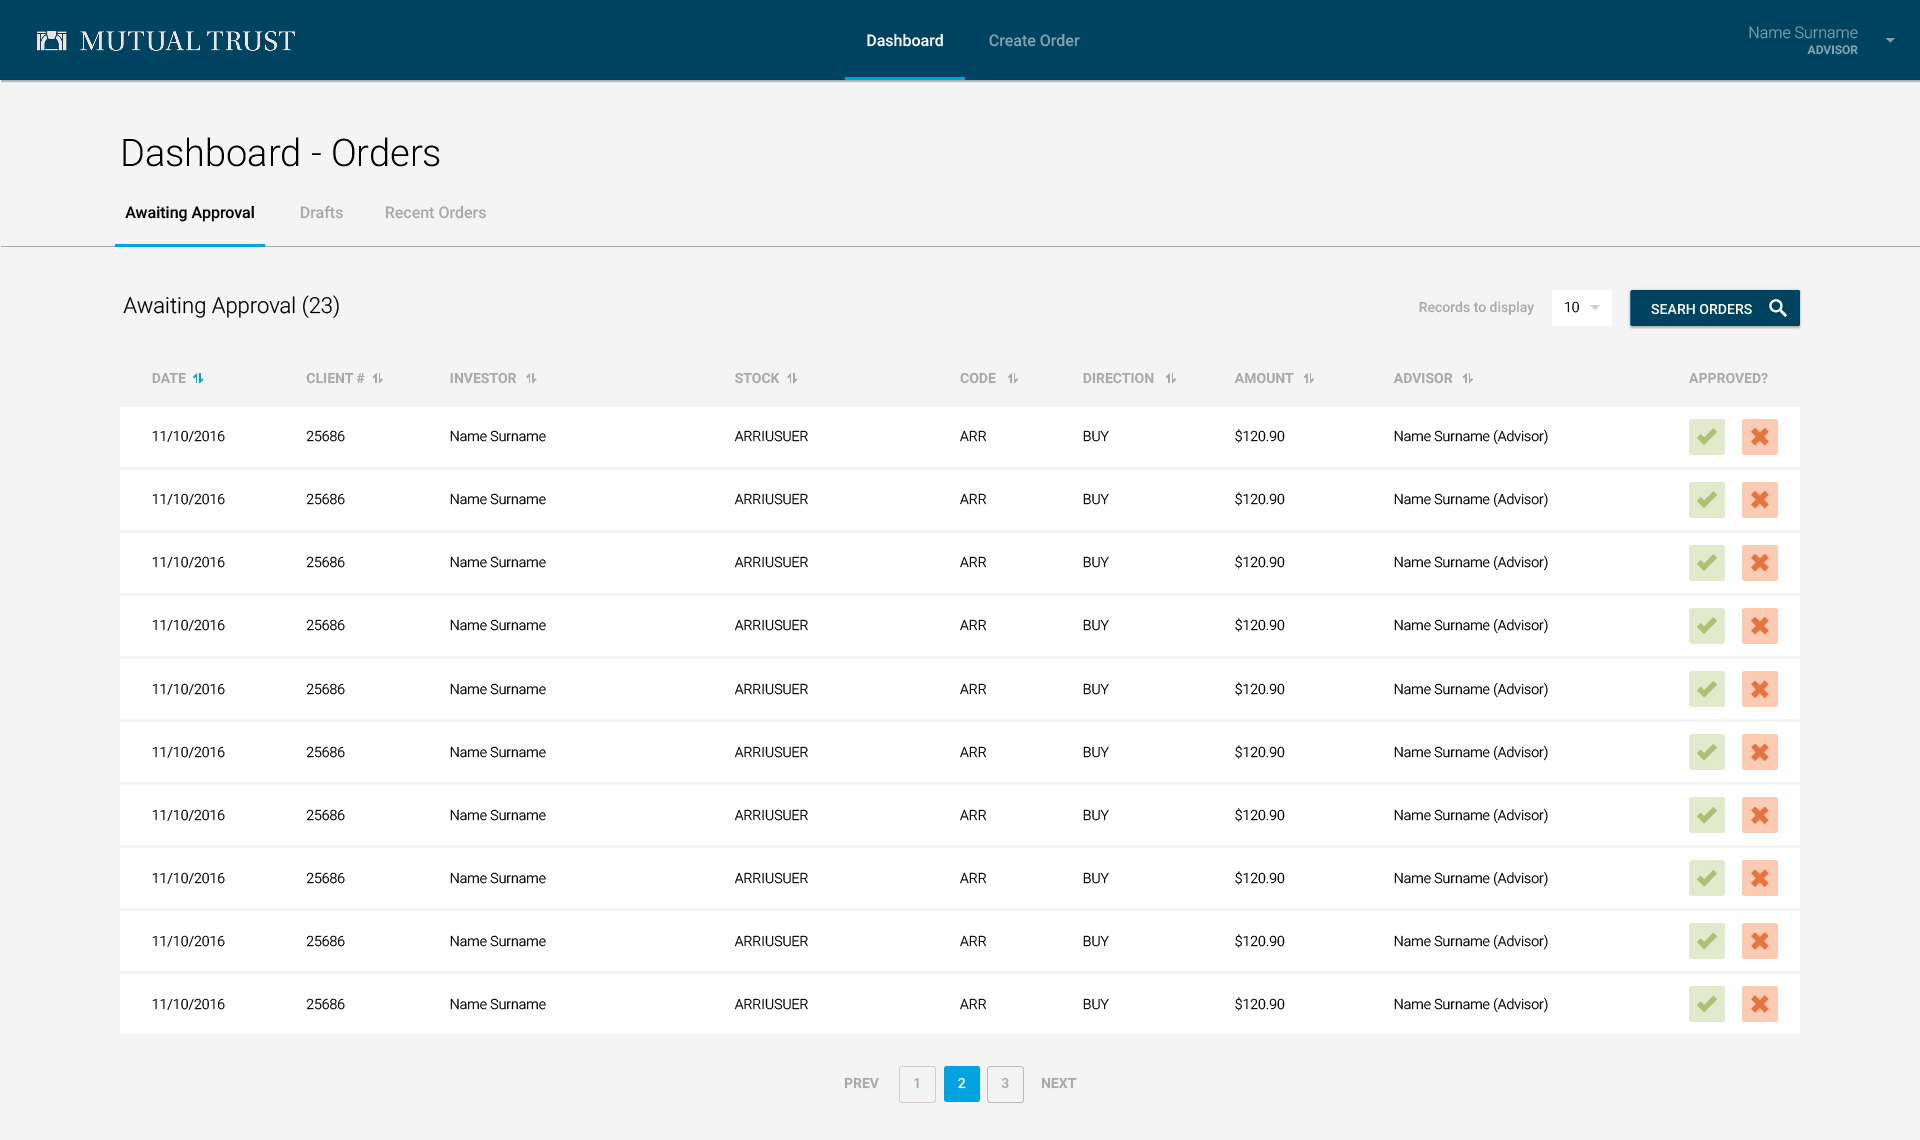 MUTUAL TRUST
Dashboard Create Order
Name Surname
ADVISOR
Dashboard - Orders
Awaiting Approval Drafts Recent Orders
Awaiting Approval (23)
Records to display 10 SEARH ORDERS
DATE CLIENT # INVESTOR STOCK CODE DIRECTION AMOUNT ADVISOR APPROVED?
11/10/2016 25686 Name Surname ARRIUSUER ARR BUY $120.90 Name Surname (Advisor)
11/10/2016 25686 Name Surname ARRIUSUER ARR BUY $120.90 Name Surname (Advisor)
11/10/2016 25686 Name Surname ARRIUSUER ARR BUY $120.90 Name Surname (Advisor)
11/10/2016 25686 Name Surname ARRIUSUER ARR BUY $120.90 Name Surname (Advisor)
11/10/2016 25686 Name Surname ARRIUSUER ARR BUY $120.90 Name Surname (Advisor)
11/10/2016 25686 Name Surname ARRIUSUER ARR BUY $120.90 Name Surname (Advisor)
11/10/2016 25686 Name Surname ARRIUSUER ARR BUY $120.90 Name Surname (Advisor)
11/10/2016 25686 Name Surname ARRIUSUER ARR BUY $120.90 Name Surname (Advisor)
11/10/2016 25686 Name Surname ARRIUSUER ARR BUY $120.90 Name Surname (Advisor)
11/10/2016 25686 Name Surname ARRIUSUER ARR BUY $120.90 Name Surname (Advisor)
PREV 1 2 3 NEXT